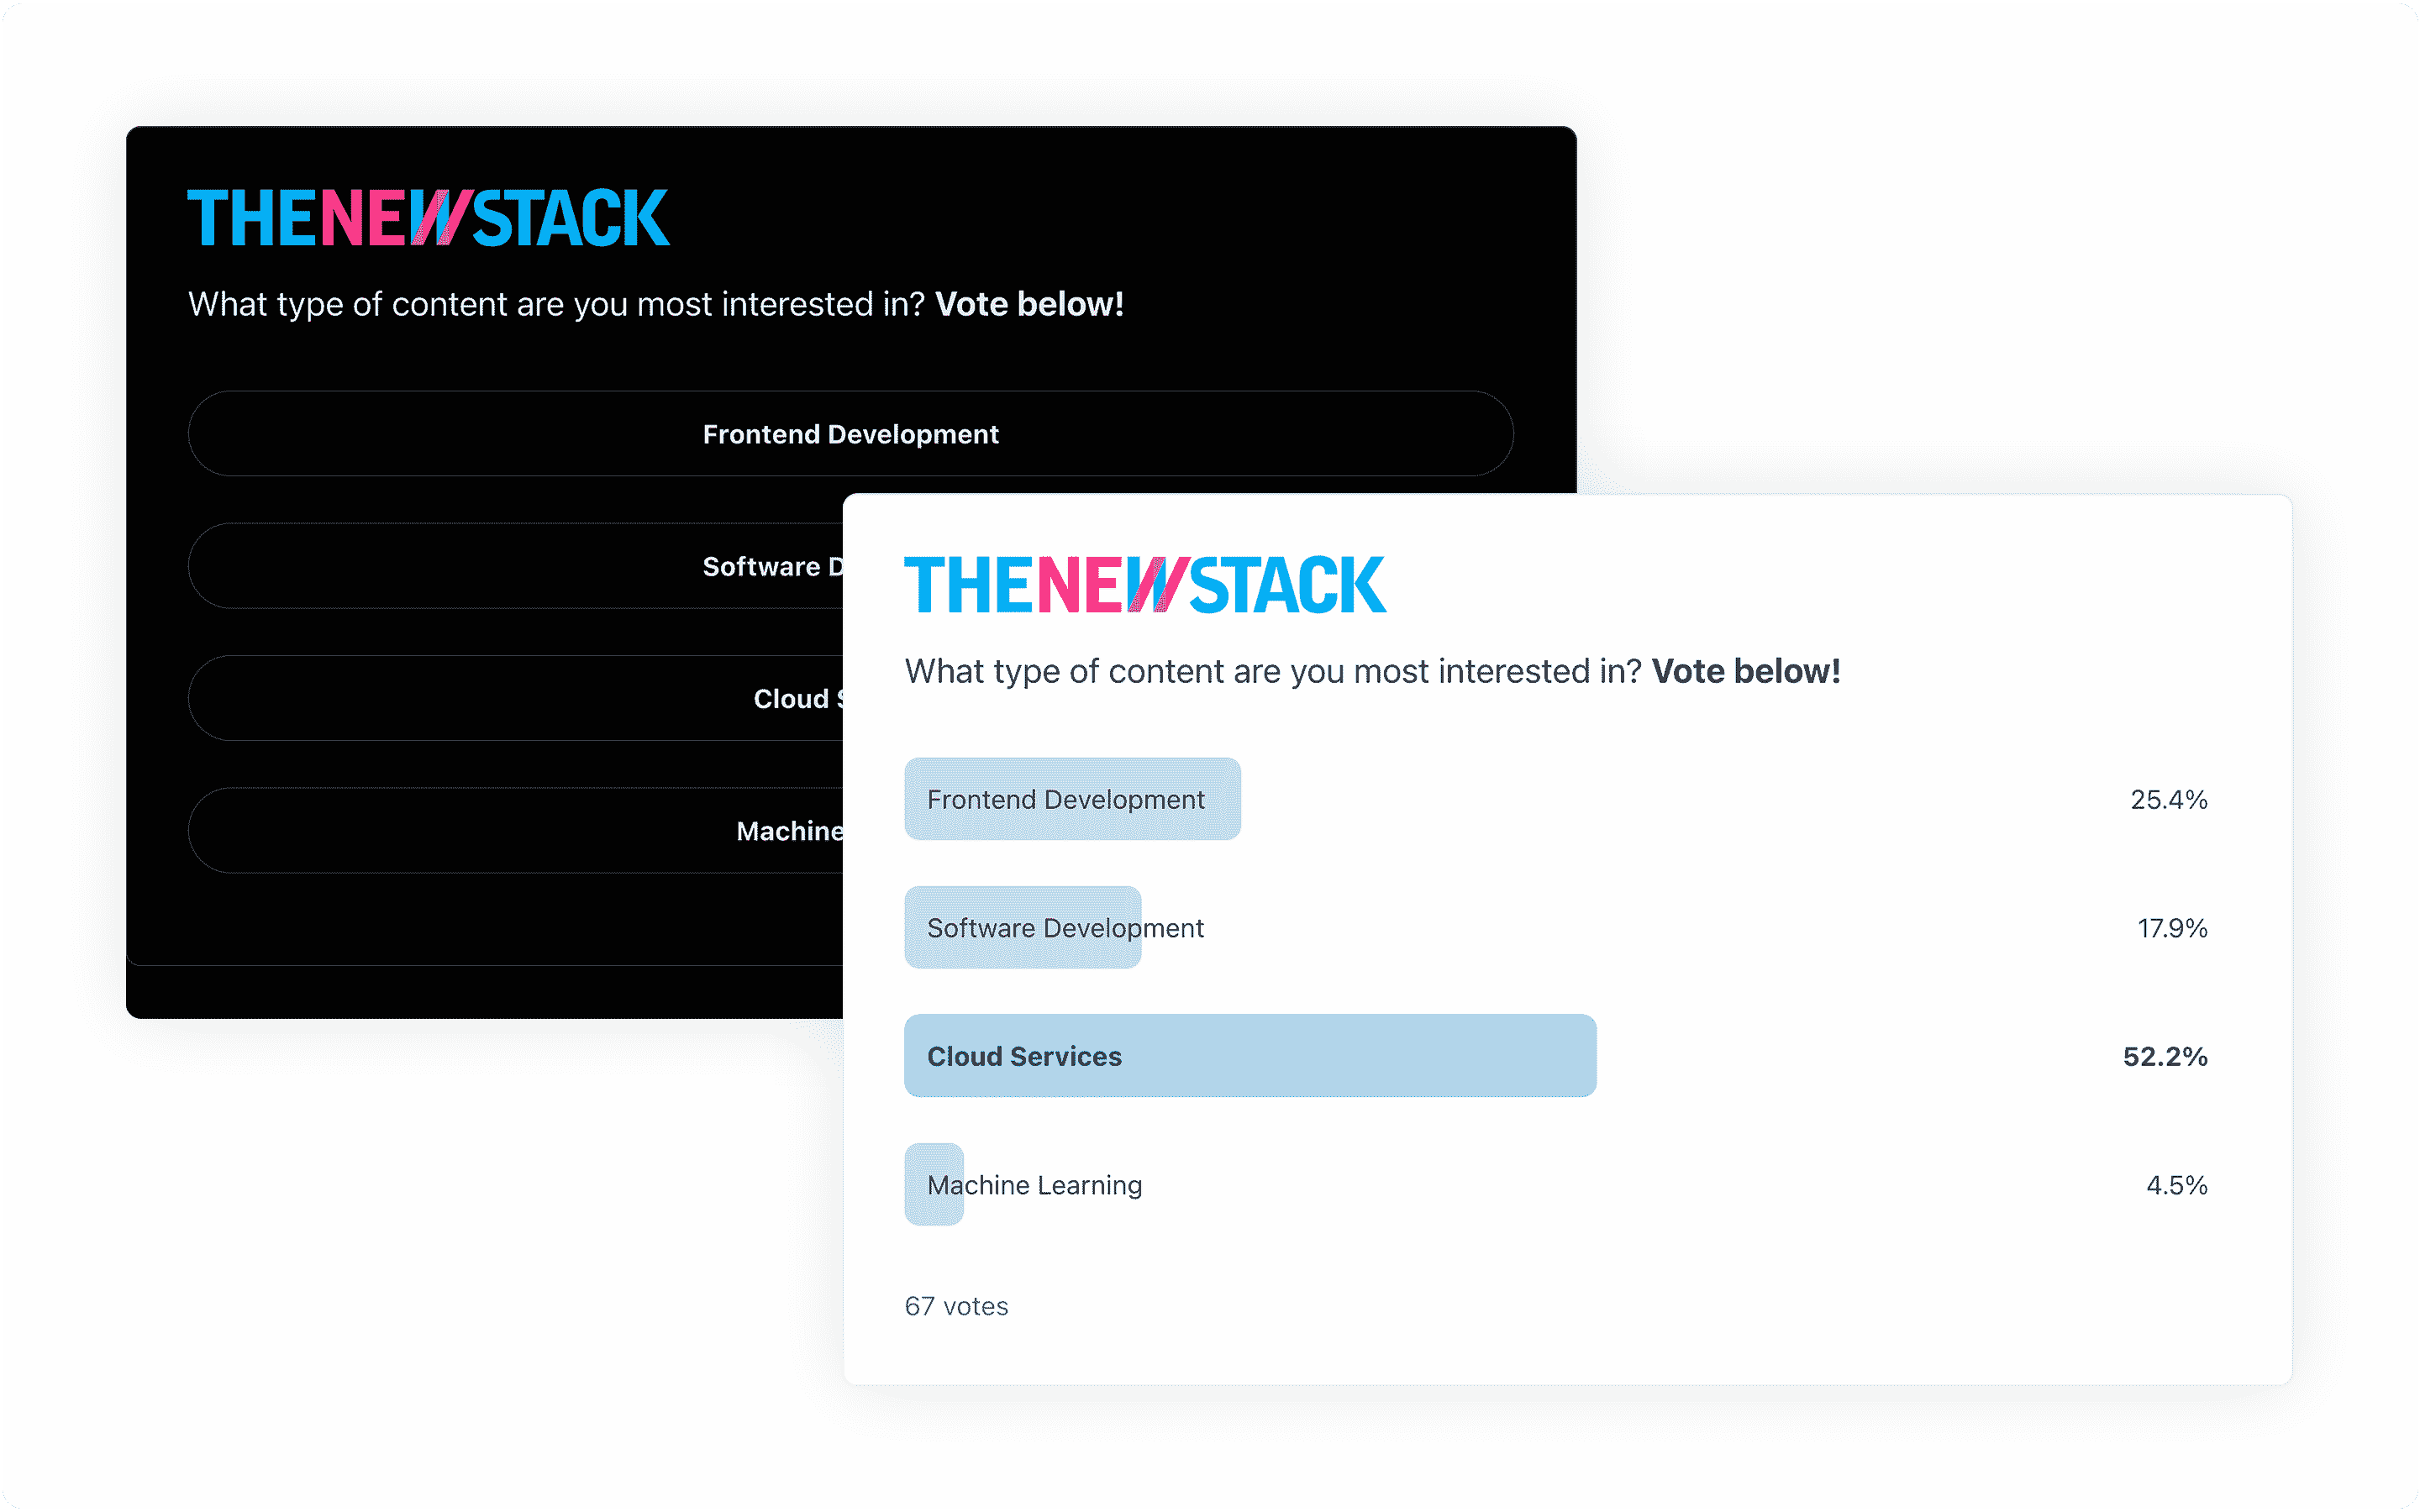 THENEWSTACK
What type of content are you most interested in? Vote below!
Frontend Development
Software
Cloud
Machine
THENEWSTACK
What type of content are you most interested in? Vote below!
Frontend Development 25.4%
Software Development 17.9%
Cloud Services 52.2%
Machine Learning 4.5%
67 votes